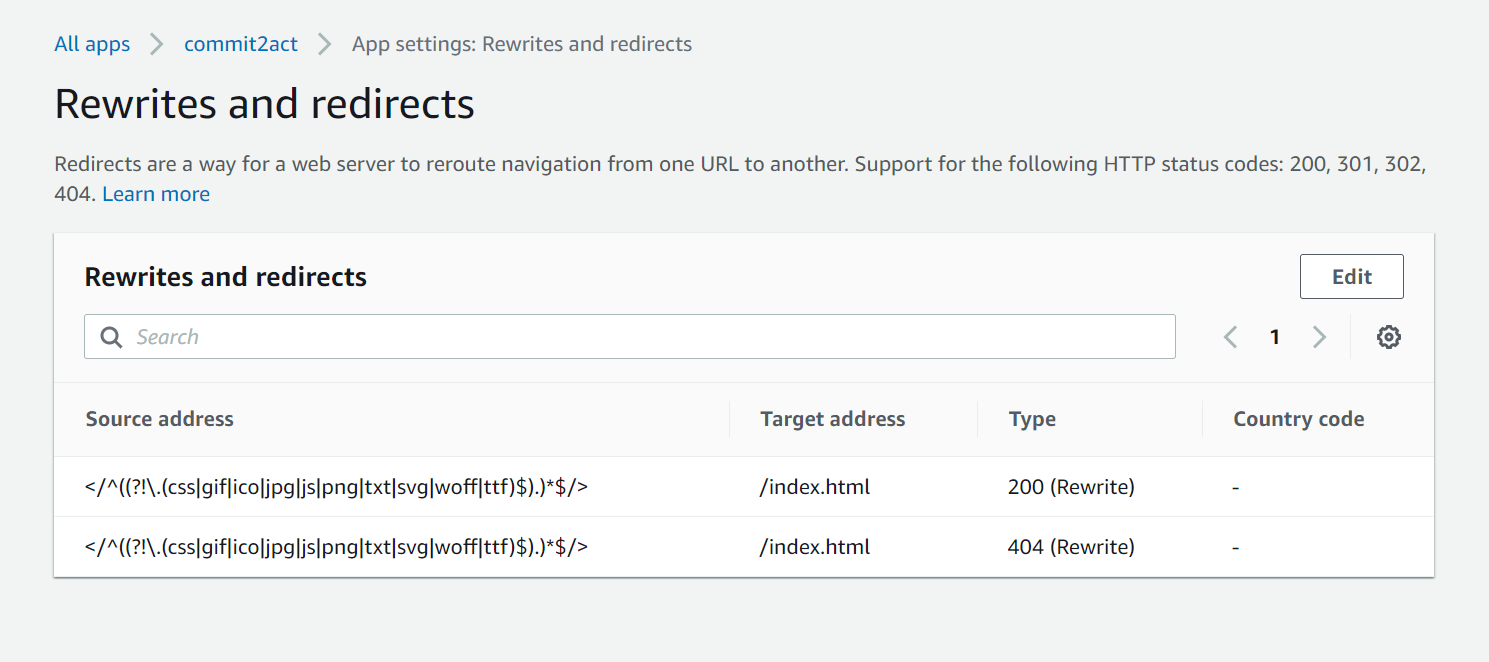 All apps > commit2act > App settings: Rewrites and redirects
Rewrites and redirects
Redirects are a way for a web server to reroute navigation from one URL to another. Support for the following HTTP status codes: 200, 301, 302,
404. Learn more
Rewrites and redirects Edit
Search 1
Source address Target address Type Country code
</^((?!\.(css|gif|ico|jpg|js|png|txt|svg|woff|ttf)$).)*$/> /index.html 200 (Rewrite) -
</^((?!\.(css|gif|ico|jpg|js|png|txt|svg|woff|ttf)$).)*$/> /index.html 404 (Rewrite) -